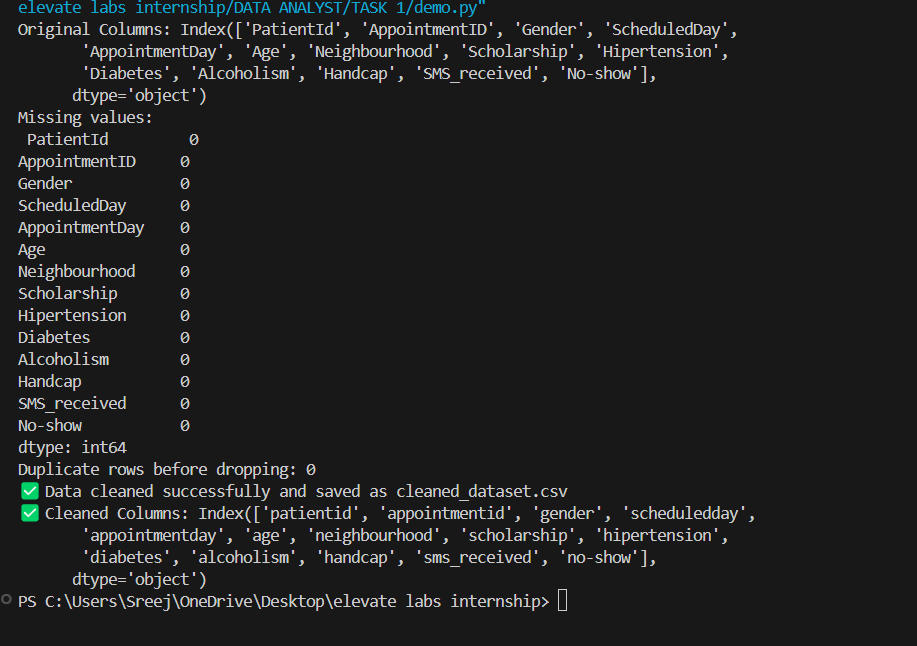 elevate labs internship/DATA ANALYST/TASK 1/demo.py"
Original Columns: Index(['PatientId', 'AppointmentID', 'Gender', 'ScheduledDay',
       'AppointmentDay', 'Age', 'Neighbourhood', 'Scholarship', 'Hipertension',
       'Diabetes', 'Alcoholism', 'Handcap', 'SMS_received', 'No-show'],
      dtype='object')
Missing values:
 PatientId         0
AppointmentID     0
Gender            0
ScheduledDay      0
AppointmentDay    0
Age               0
Neighbourhood     0
Scholarship       0
Hipertension      0
Diabetes          0
Alcoholism        0
Handcap           0
SMS_received      0
No-show           0
dtype: int64
Duplicate rows before dropping: 0
✅ Data cleaned successfully and saved as cleaned_dataset.csv
✅ Cleaned Columns: Index(['patientid', 'appointmentid', 'gender', 'scheduledday',
       'appointmentday', 'age', 'neighbourhood', 'scholarship', 'hipertension',
       'diabetes', 'alcoholism', 'handcap', 'sms_received', 'no-show'],
      dtype='object')
PS C:\Users\Sreej\OneDrive\Desktop\elevate labs internship>